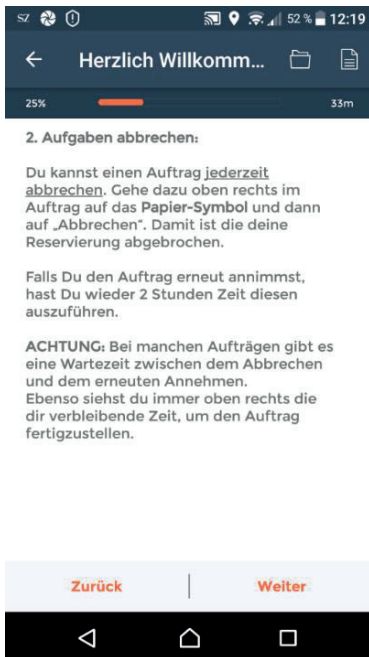 SZ 52 % 12:19
Herzlich Willkomm...
25% 33m
2. Aufgaben abbrechen:
Du kannst einen Auftrag jederzeit
abbrechen. Gehe dazu oben rechts im
Auftrag auf das Papier-Symbol und dann
auf „Abbrechen“. Damit ist die deine
Reservierung abgebrochen.
Falls Du den Auftrag erneut annimmst,
hast Du wieder 2 Stunden Zeit diesen
auszuführen.
ACHTUNG: Bei manchen Aufträgen gibt es
eine Wartezeit zwischen dem Abbrechen
und dem erneuten Annehmen.
Ebenso siehst du immer oben rechts die
dir verbleibende Zeit, um den Auftrag
fertigzustellen.
Zurück Weiter